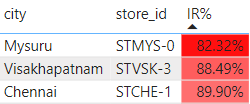 city store_id IR%
Mysuru STMYS-0 82.32%
Visakhapatnam STVSK-3 88.49%
Chennai STCHE-1 89.90%